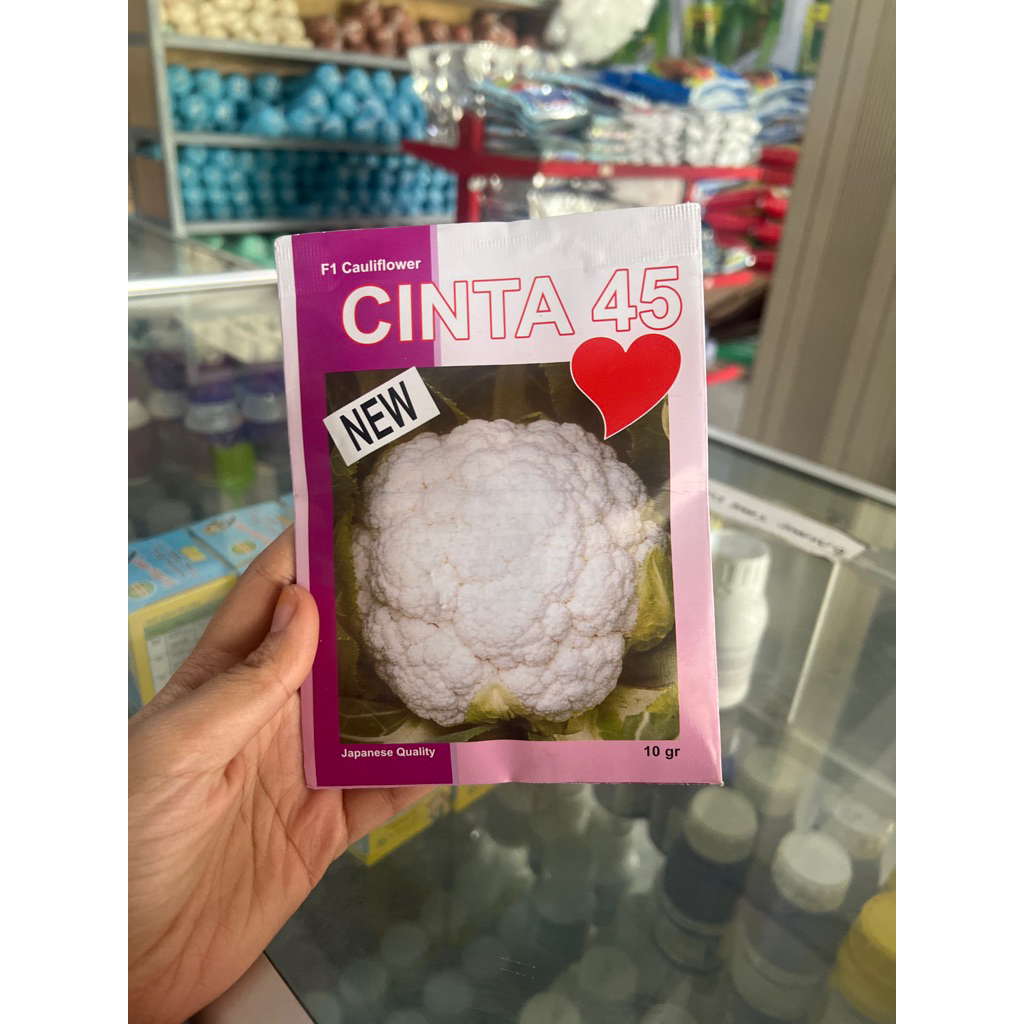 F1 Cauliflower
CINTA 45
NEW
Japanese Quality
10 gr